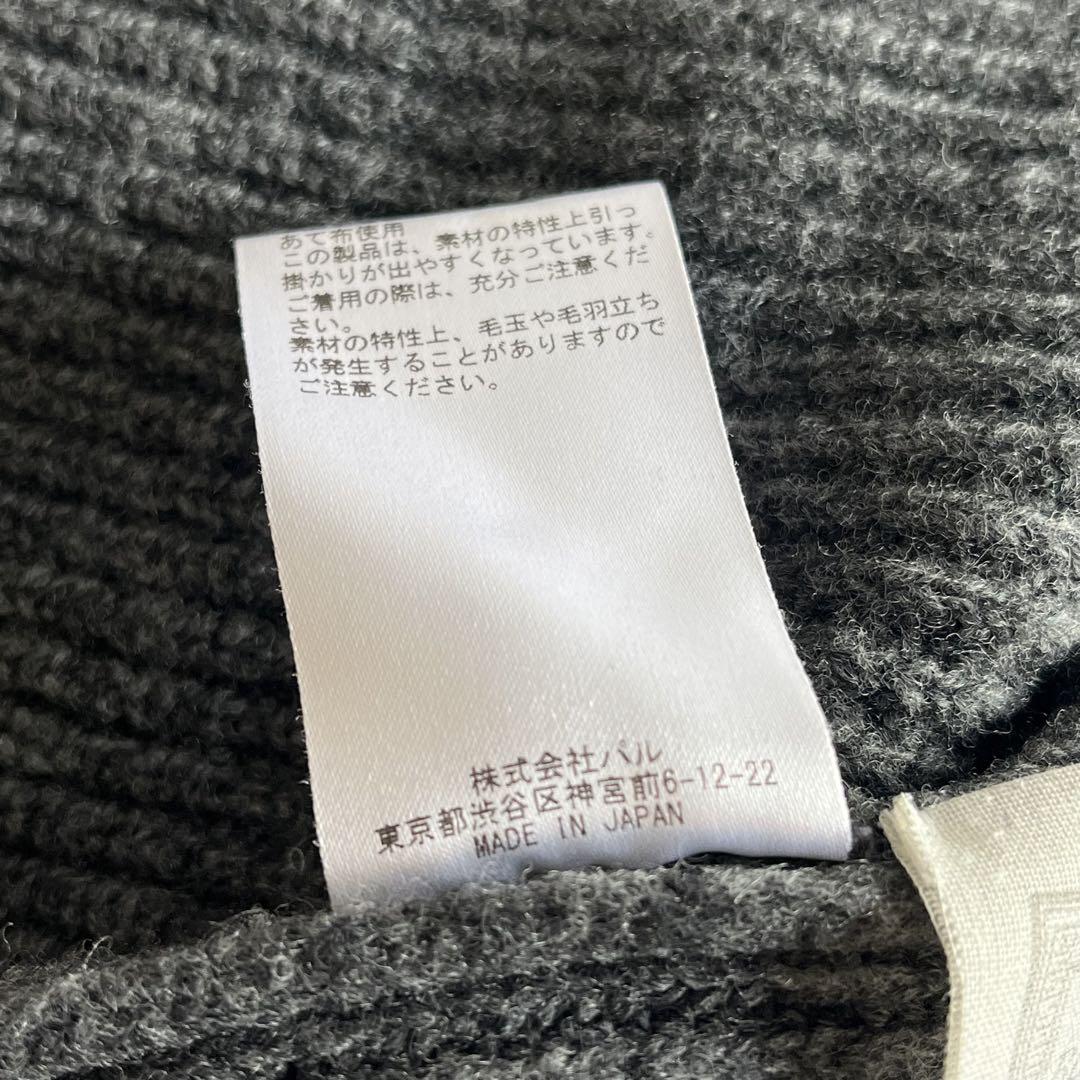 あて布使用
この製品は、素材の特性上引っ
掛かりが出やすくなっています。
ご着用の際は、充分ご注意くだ
さい。
素材の特性上、毛玉や毛羽立ち
が発生することがありますので
ご注意ください。
株式会社パル
東京都渋谷区神宮前6-12-22
MADE IN JAPAN